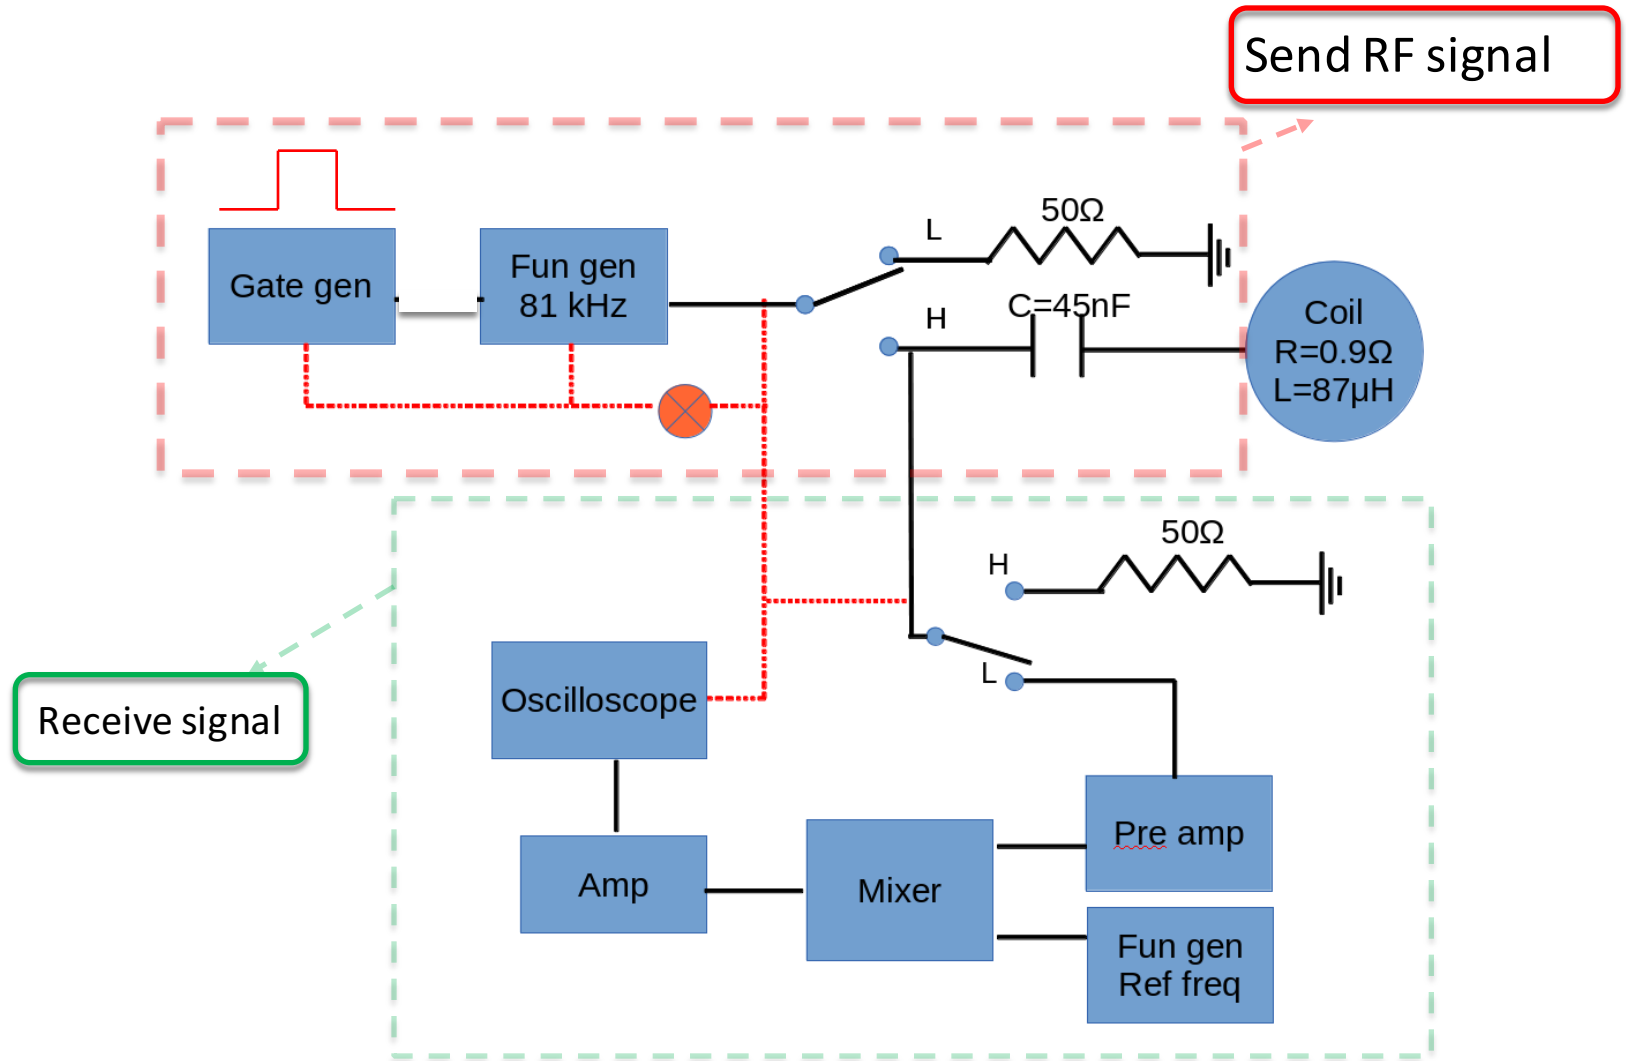 Send RF signal
Gate gen
Fun gen
81 kHz
L
50Ω
H
C=45nF
Coil
R=0.9Ω
L=87μH
H
50Ω
L
Receive signal
Oscilloscope
Amp
Mixer
Pre amp
Fun gen
Ref freq